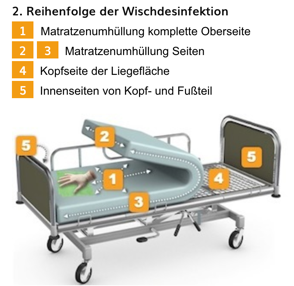 2. Reihenfolge der Wischdesinfektion
1 Matratzenumhüllung komplette Oberseite
2 3 Matratzenumhüllung Seiten
4 Kopfseite der Liegefläche
5 Innenseiten von Kopf- und Fußteil
2
5
5
1
4
3